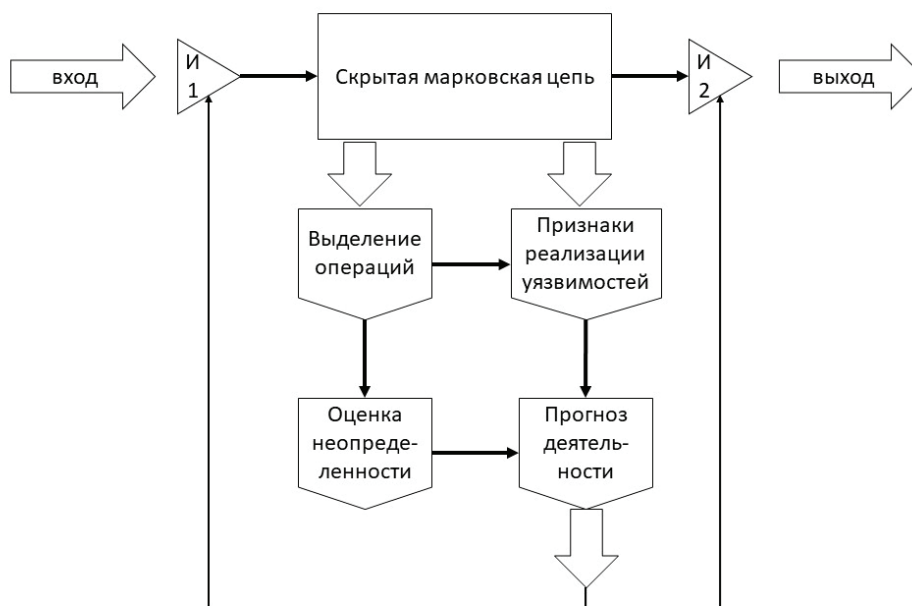 вход
И
1
Скрытая марковская цепь
И
2
выход
Выделение
операций
Признаки
реализации
уязвимостей
Оценка
неопреде-
ленности
Прогноз
деятель-
ности